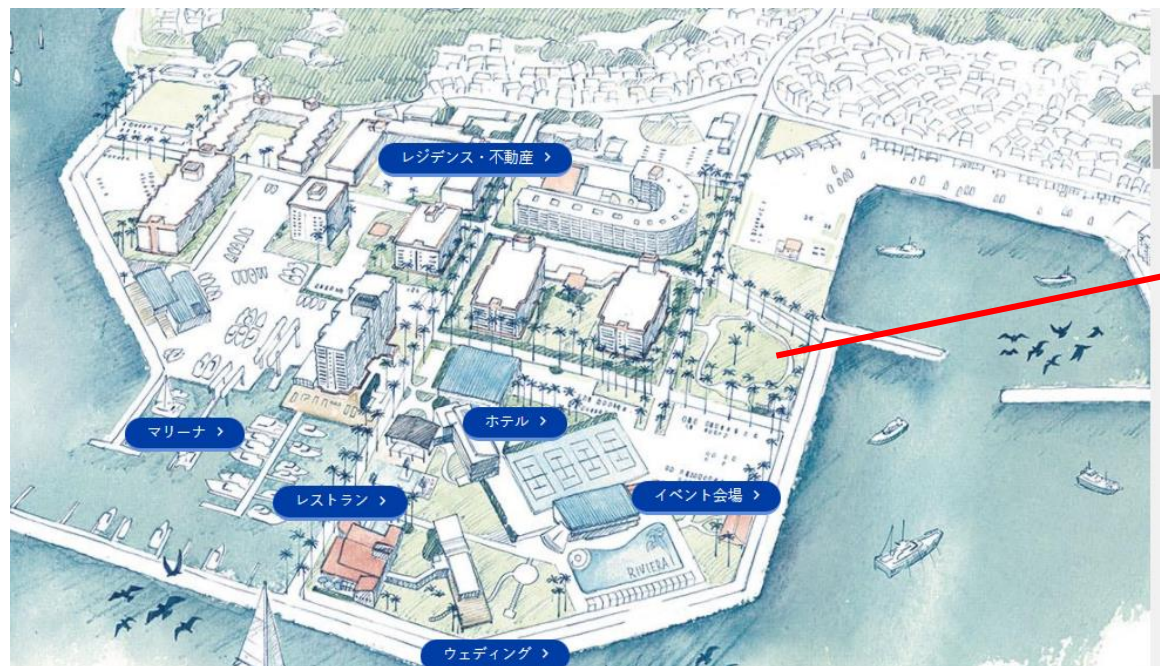 レジデンス・不動産 >
マリーナ >
ホテル >
レストラン >
イベント会場 >
RIVIERA
ウェディング >